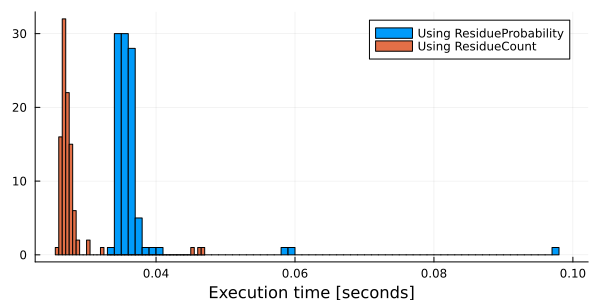 30
Using ResidueProbability
Using ResidueCount
20
10
0
0.04
0.06
0.08
0.10
Execution time [seconds]